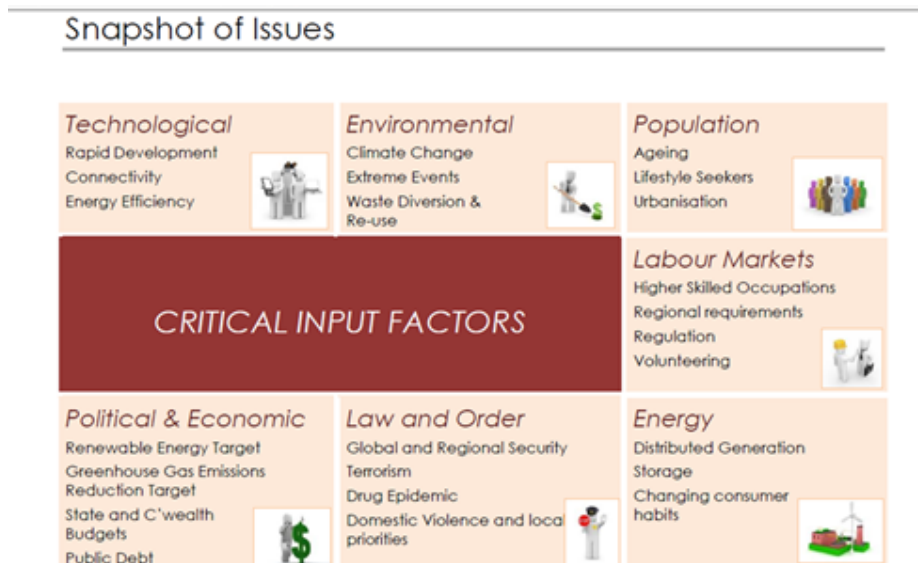 Snapshot of Issues
Technological
Rapid Development
Connectivity
Energy Efficiency
Environmental
Climate Change
Extreme Events
Waste Diversion &
Re-use
Population
Ageing
Lifestyle Seekers
Urbanisation
CRITICAL INPUT FACTORS
Labour Markets
Higher Skilled Occupations
Regional requirements
Regulation
Volunteering
Political & Economic
Renewable Energy Target
Greenhouse Gas Emissions
Reduction Target
State and C'wealth
Budgets
Public Debt
Law and Order
Global and Regional Security
Terrorism
Drug Epidemic
Domestic Violence and local
priorities
Energy
Distributed Generation
Storage
Changing consumer
habits